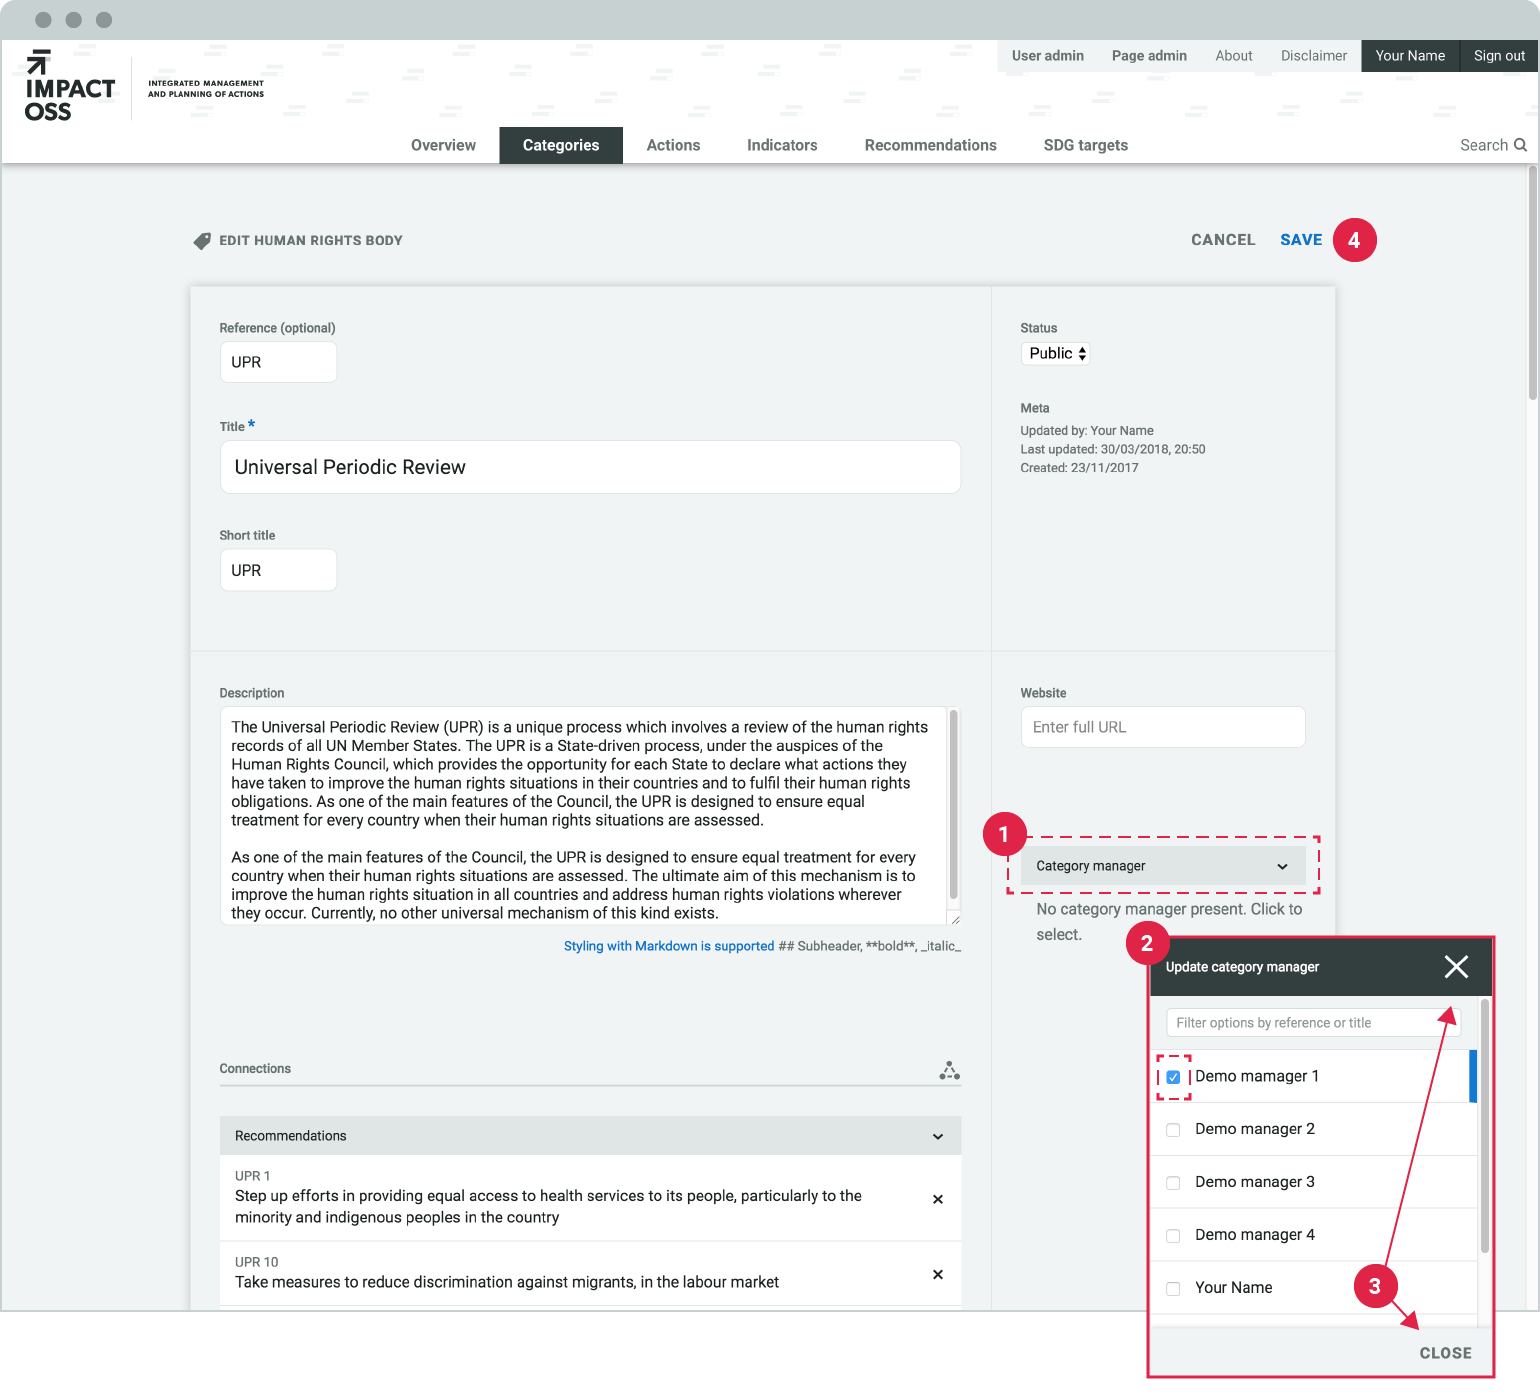 User admin
Page admin
About
Disclaimer
Your Name
Sign out
IMPACT
OSS
INTEGRATED MANAGEMENT
AND PLANNING OF ACTIONS
Overview
Categories
Actions
Indicators
Recommendations
SDG targets
Search
EDIT HUMAN RIGHTS BODY
CANCEL
SAVE
4
Reference (optional)
UPR
Title *
Universal Periodic Review
Short title
UPR
Status
Public
Meta
Updated by: Your Name
Last updated: 30/03/2018, 20:50
Created: 23/11/2017
Description
The Universal Periodic Review (UPR) is a unique process which involves a review of the human rights
records of all UN Member States. The UPR is a State-driven process, under the auspices of the
Human Rights Council, which provides the opportunity for each State to declare what actions they
have taken to improve the human rights situations in their countries and to fulfil their human rights
obligations. As one of the main features of the Council, the UPR is designed to ensure equal
treatment for every country when their human rights situations are assessed.
As one of the main features of the Council, the UPR is designed to ensure equal treatment for every
country when their human rights situations are assessed. The ultimate aim of this mechanism is to
improve the human rights situation in all countries and address human rights violations wherever
they occur. Currently, no other universal mechanism of this kind exists.
Styling with Markdown is supported ## Subheader, **bold**, _italic_
Website
Enter full URL
1
Category manager
No category manager present. Click to
select.
2
Update category manager
Filter options by reference or title
Demo mamager 1
Demo manager 2
Demo manager 3
Demo manager 4
Your Name
3
CLOSE
Connections
Recommendations
UPR 1
Step up efforts in providing equal access to health services to its people, particularly to the
minority and indigenous peoples in the country
UPR 10
Take measures to reduce discrimination against migrants, in the labour market